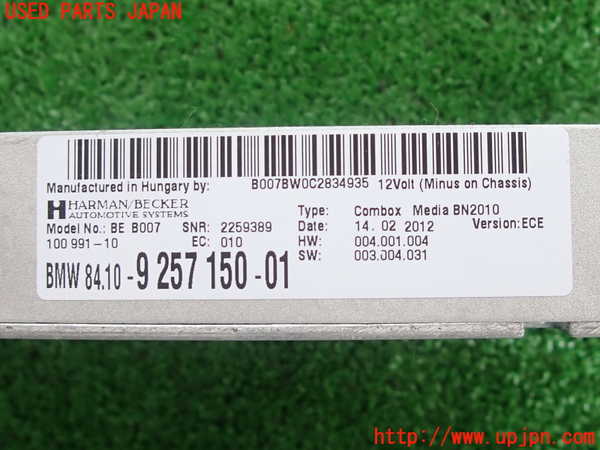 USED PARTS JAPAN
Manufactured in Hungary by: B007BW0C2834935 12Volt (Minus on Chassis)
HARMAN/BECKER
AUTOMOTIVE SYSTEMS
Type: Combox Media BN2010
Model No.: BE B007 SNR: 2259389 Date: 14. 02 2012 Version: ECE
100 991-10 EC: 010 HW: 004.001.004
SW: 003.004.031
BMW 84.10 - 9 257 150 - 01
http://www.upjpn.com/